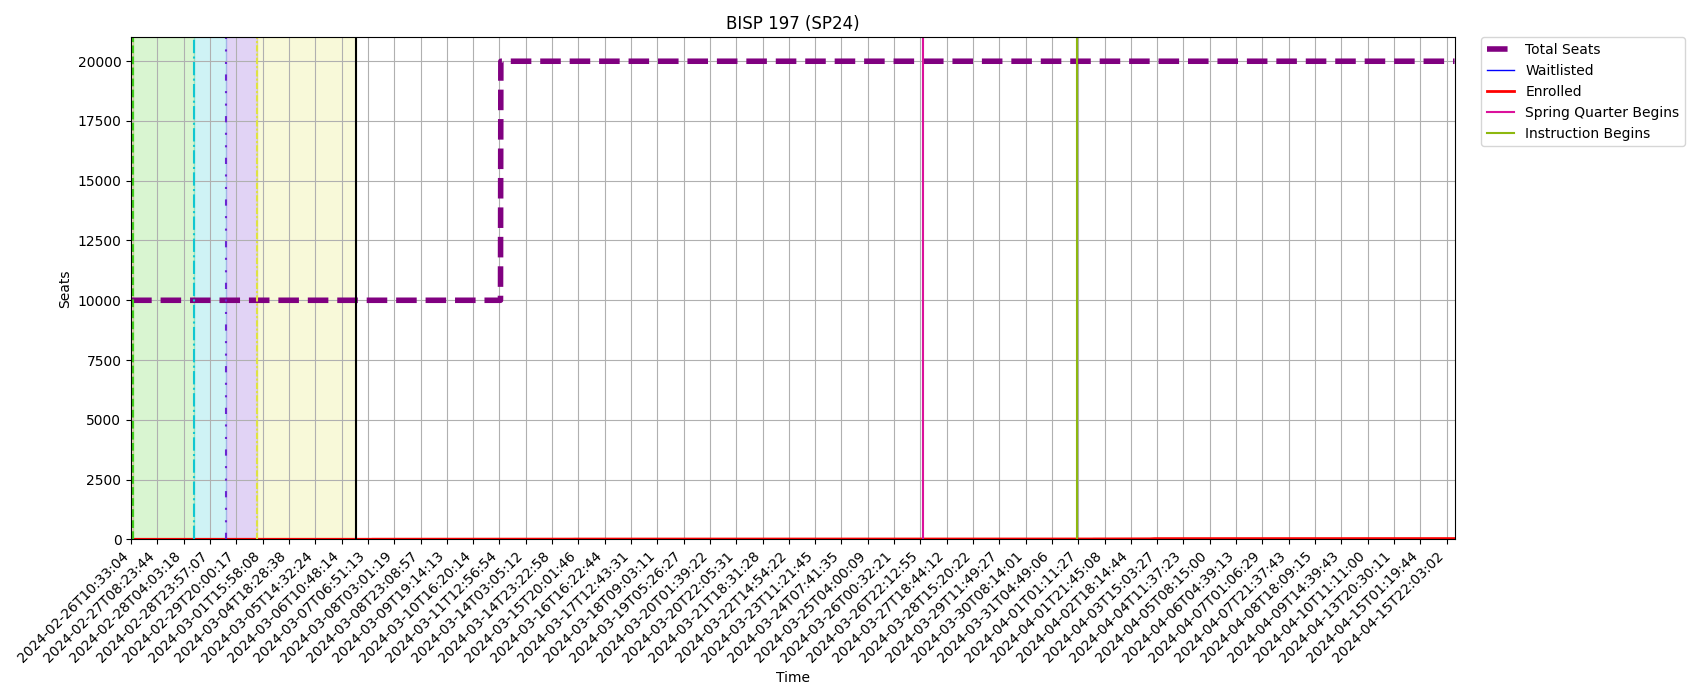 BISP 197 (SP24)
Total Seats
Waitlisted
Enrolled
Spring Quarter Begins
Instruction Begins
Seats
20000
17500
15000
12500
10000
7500
5000
2500
0
2024-02-26T10:33:04
2024-02-27T08:23:44
2024-02-28T04:03:18
2024-02-28T23:57:07
2024-02-29T20:00:17
2024-03-01T15:58:08
2024-03-04T18:28:38
2024-03-05T14:32:24
2024-03-06T10:48:14
2024-03-07T06:51:13
2024-03-08T03:01:19
2024-03-08T23:08:57
2024-03-09T19:14:13
2024-03-10T16:20:14
2024-03-11T12:56:54
2024-03-14T03:05:12
2024-03-14T23:22:58
2024-03-15T20:01:46
2024-03-16T16:22:44
2024-03-17T12:43:31
2024-03-18T09:03:11
2024-03-19T05:26:27
2024-03-20T01:39:22
2024-03-20T22:05:31
2024-03-21T18:31:28
2024-03-22T14:54:22
2024-03-23T11:21:45
2024-03-24T07:41:35
2024-03-25T04:00:09
2024-03-26T00:32:21
2024-03-26T22:12:55
2024-03-27T18:44:12
2024-03-28T15:20:22
2024-03-29T11:49:27
2024-03-30T08:14:01
2024-03-31T04:49:06
2024-04-01T01:11:27
2024-04-01T21:45:08
2024-04-02T18:14:44
2024-04-03T15:03:27
2024-04-04T11:37:23
2024-04-05T08:15:00
2024-04-06T04:39:13
2024-04-07T01:06:29
2024-04-07T21:37:43
2024-04-08T18:09:15
2024-04-09T14:39:43
2024-04-10T11:11:00
2024-04-13T20:30:11
2024-04-15T01:19:44
2024-04-15T22:03:02
Time